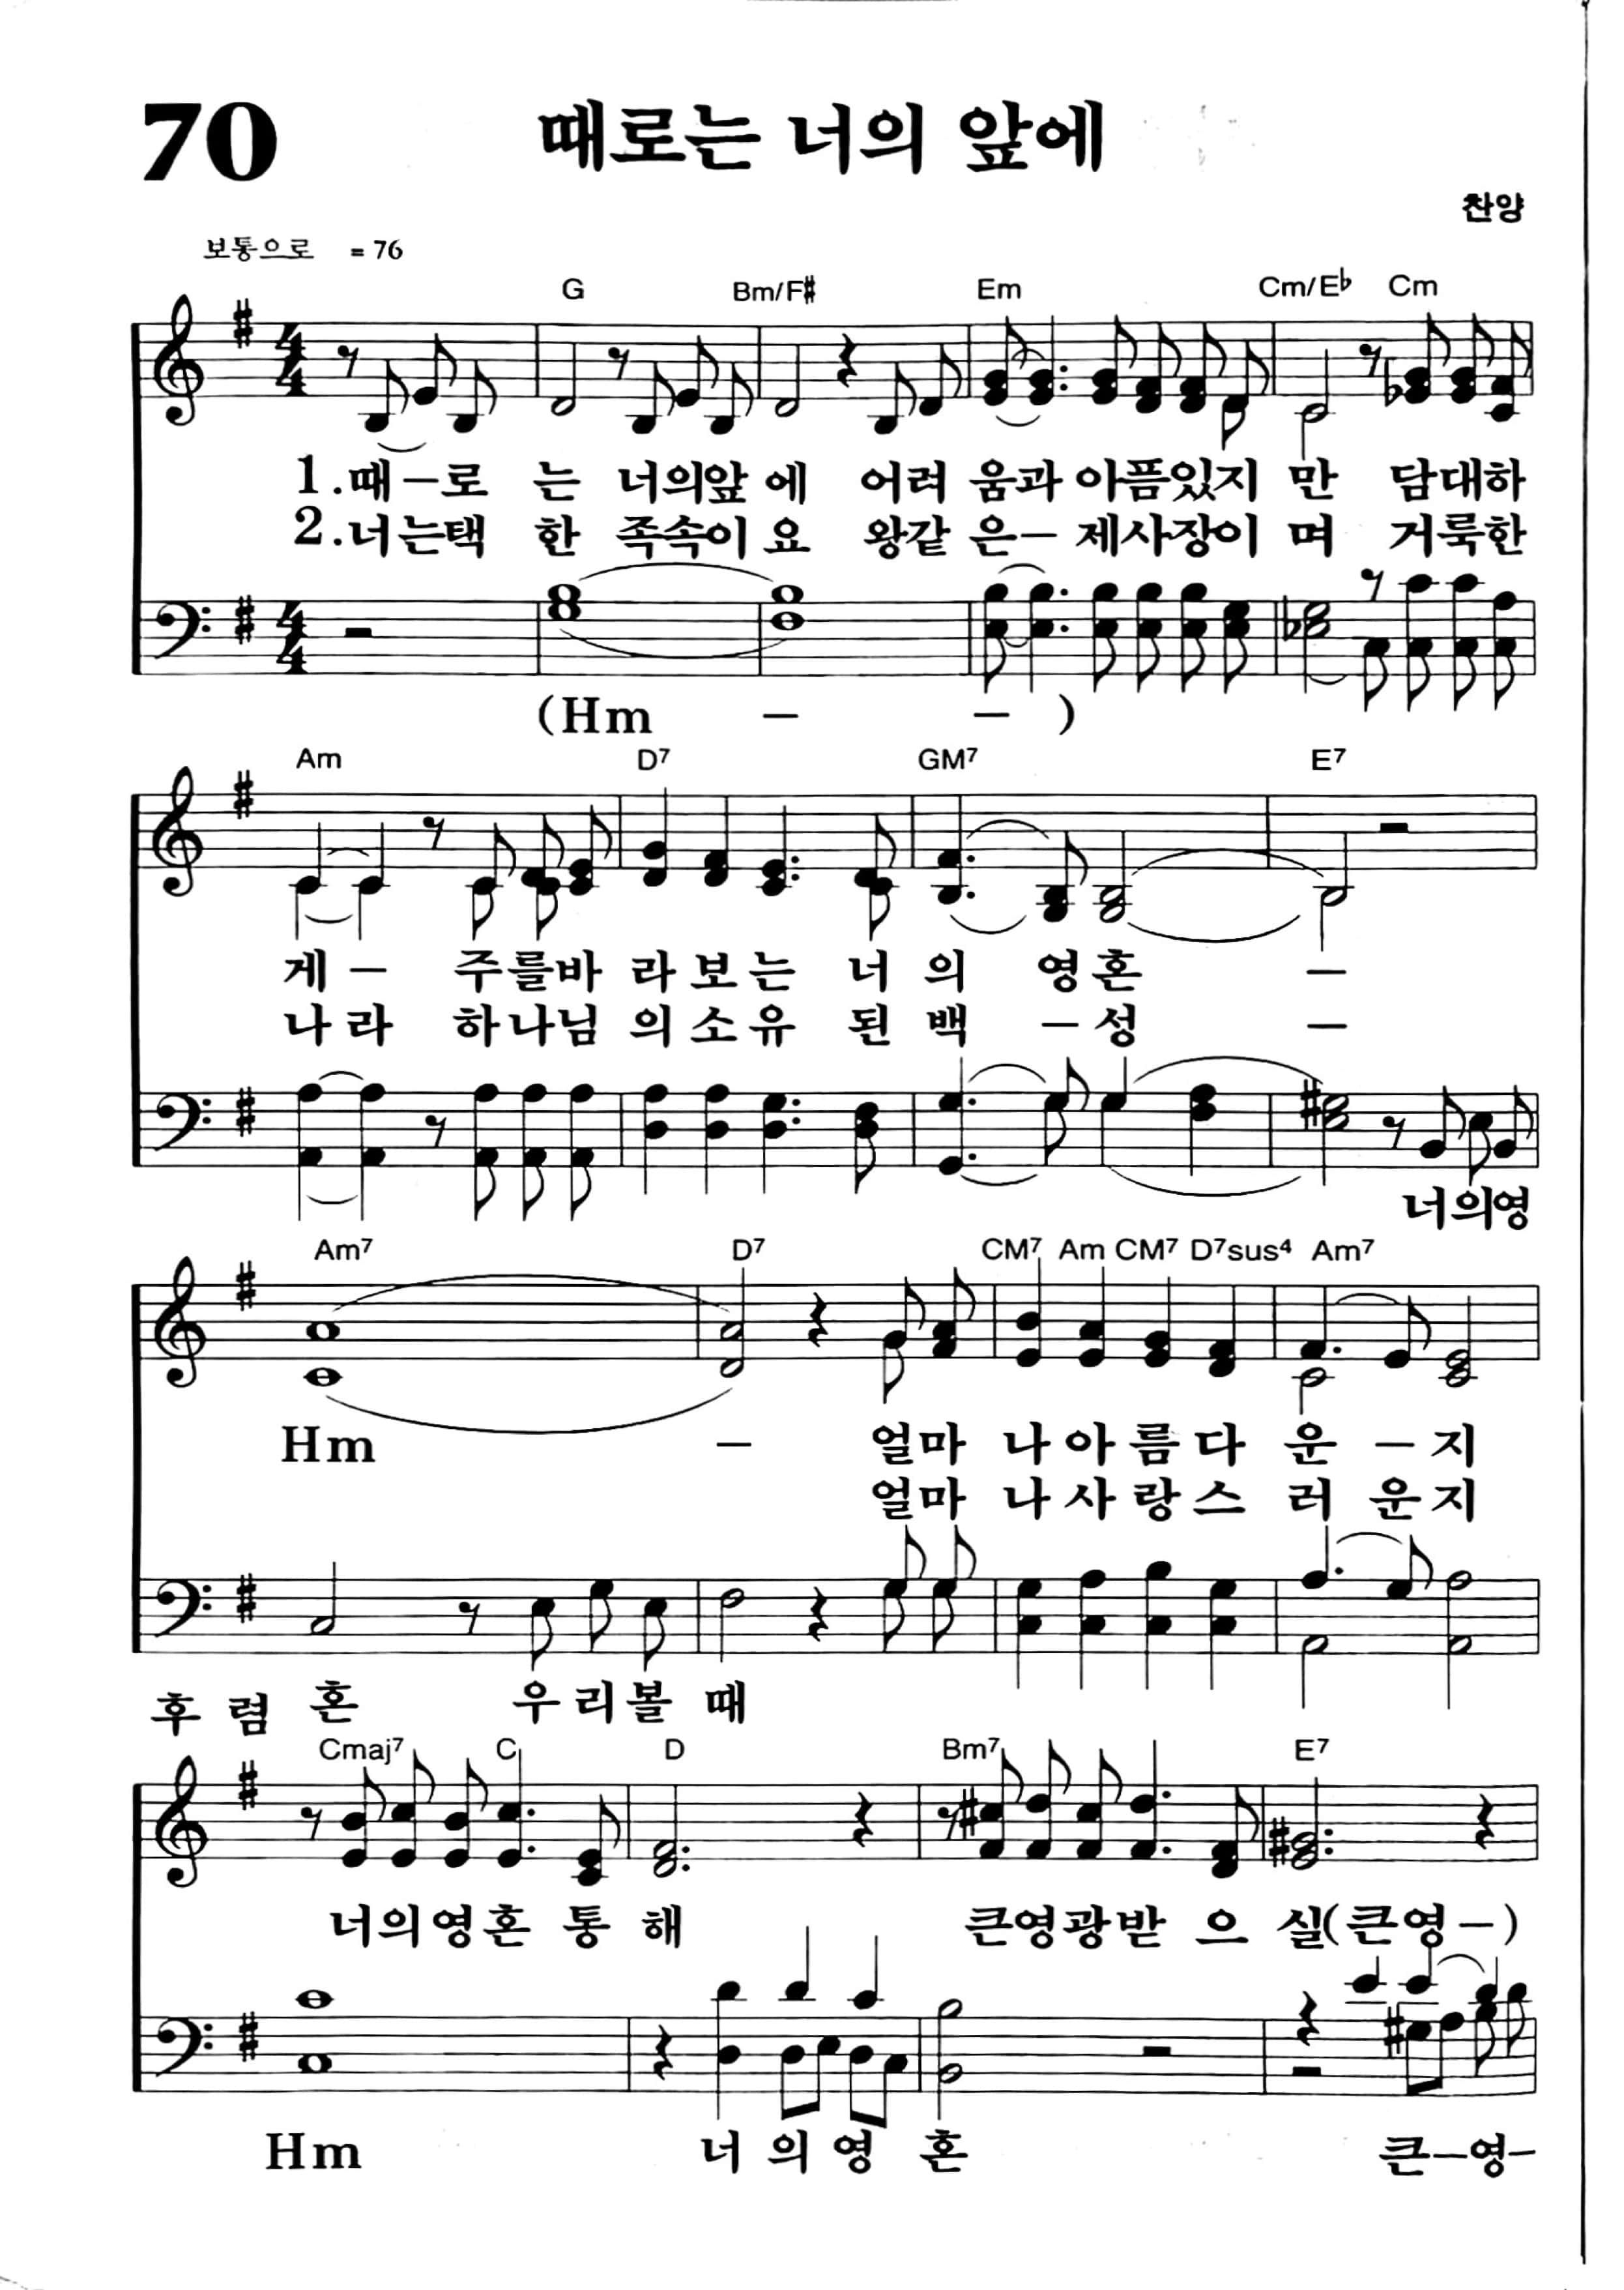 70 때로는 너의 앞에
찬양
보통으로 = 76
G Bm/F# Em Cm/E♭ Cm
1.때–로 는 너의앞 에 어려 움과 아픔있지 만 담대하
2.너는택 한 족속이 요 왕같 은– 제사장이 며 거룩한
(Hm – – )
Am D7 GM7 E7
게 – 주를바 라 보 는 너 의 영 혼 –
나 라 하나님 의 소 유 된 백 –성 –
너의영
Am7 D7 CM7 Am CM7 D7sus4 Am7
Hm – 얼마 나 아 름 다 운 – 지
얼마 나 사 랑 스 러 운 지
후 렴 혼 우 리 볼 때
Cmaj7 C D Bm7 E7
너의영혼 통 해 큰영광받 으 실(큰영–)
Hm 너 의 영 혼 큰–영–